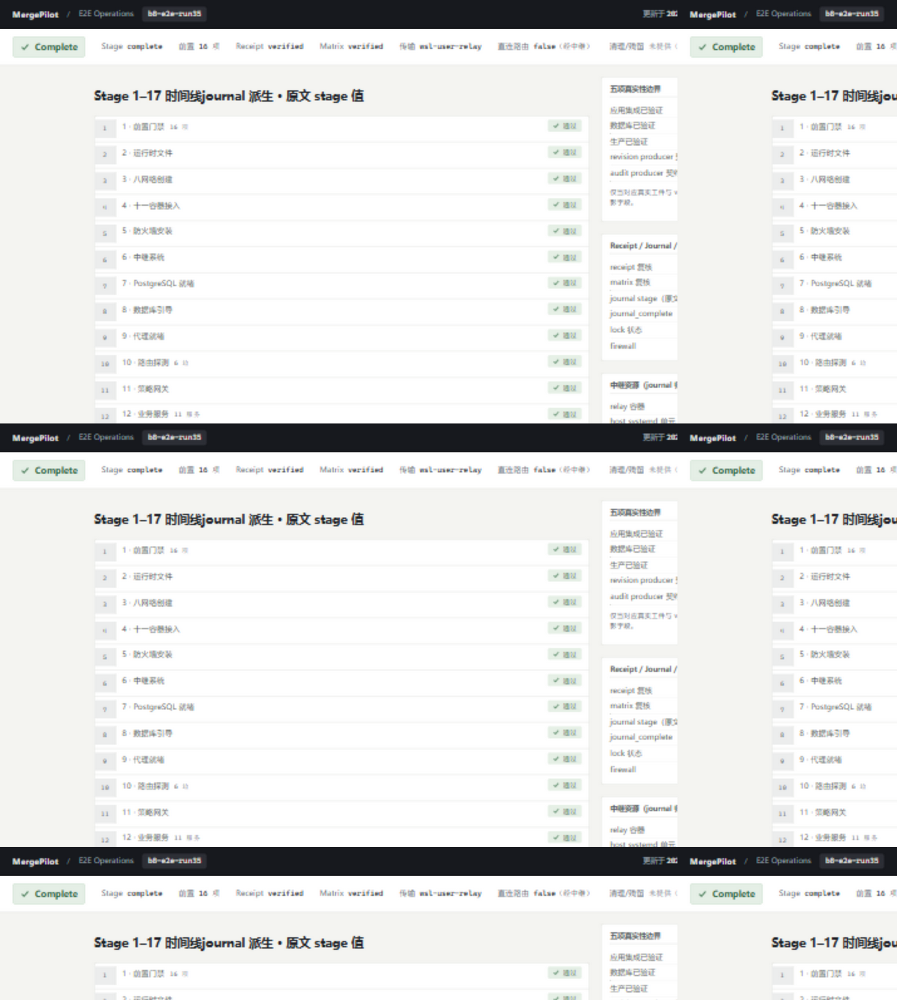 MergePilot / E2E Operations b8-e2e-run35 更新于 202
✓ Complete Stage complete 前置 16 项 Receipt verified Matrix verified 传输 wsl-user-relay 直连路由 false（经中继） 清理/残留 未提供（
Stage 1–17 时间线journal 派生 • 原文 stage 值
1 1 · 前置门禁 16 项 ✓ 通过
2 2 · 运行时文件 ✓ 通过
3 3 · 八网络创建 ✓ 通过
4 4 · 十一容器接入 ✓ 通过
5 5 · 防火墙安装 ✓ 通过
6 6 · 中继系统 ✓ 通过
7 7 · PostgreSQL 就绪 ✓ 通过
8 8 · 数据库引导 ✓ 通过
9 9 · 代理就绪 ✓ 通过
10 10 · 路由探测 6 ✓ 通过
11 11 · 策略网关 ✓ 通过
12 12 · 业务服务 11 服务 ✓ 通过
五项真实性边界
应用集成已验证
数据库已验证
生产已验证
revision producer
audit producer 契约
仅当对应真实工件与 v
影字段。
Receipt / Journal /
receipt 复核
matrix 复核
journal stage（原文
journal_complete
lock 状态
firewall
中继资源（journal
relay 容器
host systemd 单元
MergePilot / E2E Operations b8-e2e-run35
✓ Complete Stage complete 前置 16 项
Stage 1–17 时间线jou
1 1 · 前置门禁 16 项
2 2 · 运行时文件
3 3 · 八网络创建
4 4 · 十一容器接入
5 5 · 防火墙安装
6 6 · 中继系统
7 7 · PostgreSQL 就绪
8 8 · 数据库引导
9 9 · 代理就绪
10 10 · 路由探测 6
11 11 · 策略网关
12 12 · 业务服务 11 服务
MergePilot / E2E Operations b8-e2e-run35 更新于 202
✓ Complete Stage complete 前置 16 项 Receipt verified Matrix verified 传输 wsl-user-relay 直连路由 false（经中继） 清理/残留 未提供（
Stage 1–17 时间线journal 派生 • 原文 stage 值
1 1 · 前置门禁 16 项 ✓ 通过
2 2 · 运行时文件 ✓ 通过
3 3 · 八网络创建 ✓ 通过
4 4 · 十一容器接入 ✓ 通过
5 5 · 防火墙安装 ✓ 通过
6 6 · 中继系统 ✓ 通过
7 7 · PostgreSQL 就绪 ✓ 通过
8 8 · 数据库引导 ✓ 通过
9 9 · 代理就绪 ✓ 通过
10 10 · 路由探测 6 ✓ 通过
11 11 · 策略网关 ✓ 通过
12 12 · 业务服务 11 服务 ✓ 通过
五项真实性边界
应用集成已验证
数据库已验证
生产已验证
revision producer
audit producer 契约
仅当对应真实工件与 v
影字段。
Receipt / Journal /
receipt 复核
matrix 复核
journal stage（原文
journal_complete
lock 状态
firewall
中继资源（journal
relay 容器
host systemd 单元
MergePilot / E2E Operations b8-e2e-run35
✓ Complete Stage complete 前置 16 项
Stage 1–17 时间线jou
1 1 · 前置门禁 16 项
2 2 · 运行时文件
3 3 · 八网络创建
4 4 · 十一容器接入
5 5 · 防火墙安装
6 6 · 中继系统
7 7 · PostgreSQL 就绪
8 8 · 数据库引导
9 9 · 代理就绪
10 10 · 路由探测 6
11 11 · 策略网关
12 12 · 业务服务 11 服务
MergePilot / E2E Operations b8-e2e-run35 更新于 202
✓ Complete Stage complete 前置 16 项 Receipt verified Matrix verified 传输 wsl-user-relay 直连路由 false（经中继） 清理/残留 未提供（
Stage 1–17 时间线journal 派生 • 原文 stage 值
1 1 · 前置门禁 16 项 ✓ 通过
2 · 运行时文件 ✓ 通过
五项真实性边界
应用集成已验证
数据库已验证
生产已验证
MergePilot / E2E Operations b8-e2e-run35
✓ Complete Stage complete 前置 16 项
Stage 1–17 时间线jou
1 1 · 前置门禁 16 项
2 · 运行时文件